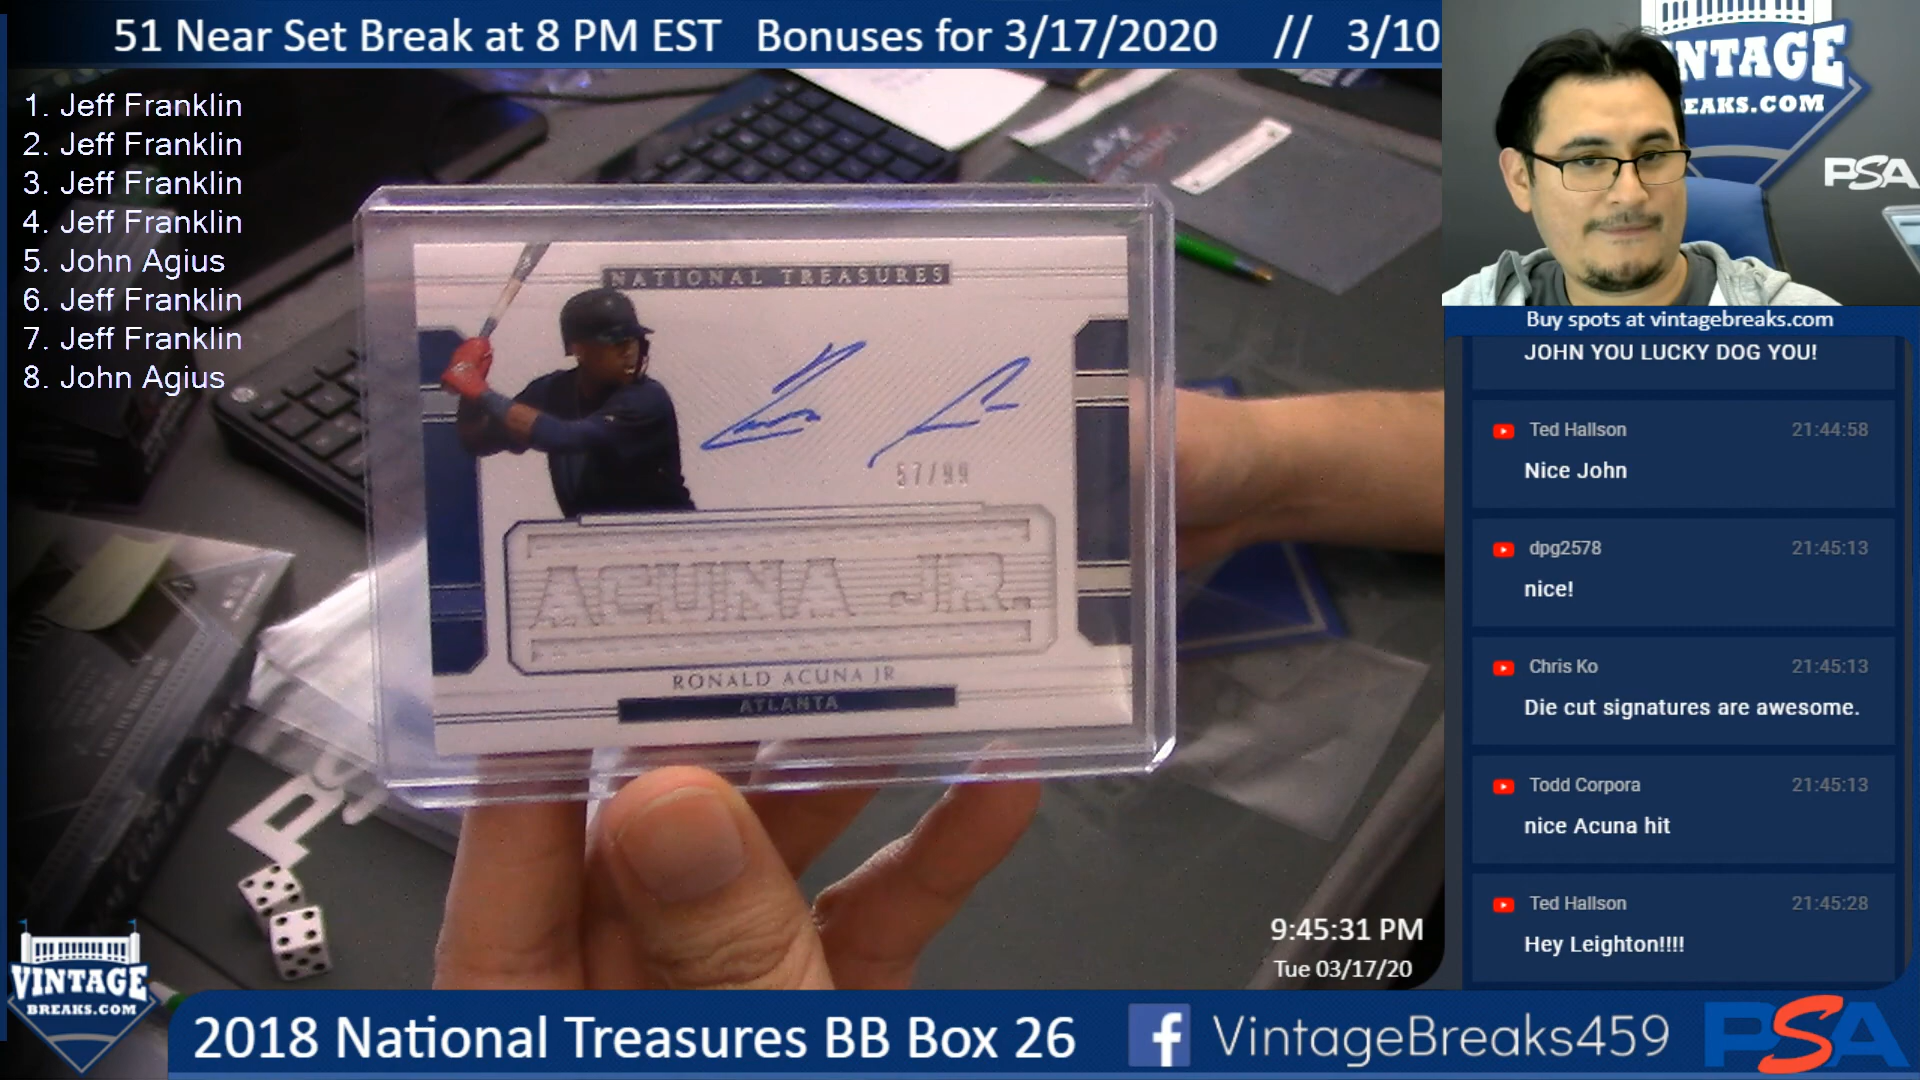 51 Near Set Break at 8 PM EST Bonuses for 3/17/2020 // 3/10
1. Jeff Franklin
2. Jeff Franklin
3. Jeff Franklin
4. Jeff Franklin
5. John Agius
6. Jeff Franklin
7. Jeff Franklin
8. John Agius
NATIONAL TREASURES
57/99
ACUNA JR.
RONALD ACUNA JR
ATLANTA
PSA
Buy spots at vintagebreaks.com
JOHN YOU LUCKY DOG YOU!
Ted Hallson 21:44:58
Nice John
dpg2578 21:45:13
nice!
Chris Ko 21:45:13
Die cut signatures are awesome.
Todd Corpora 21:45:13
nice Acuna hit
Ted Hallson 21:45:28
Hey Leighton!!!!
9:45:31 PM
Tue 03/17/20
VINTAGE
BREAKS.COM
2018 National Treasures BB Box 26
f VintageBreaks459
PSA